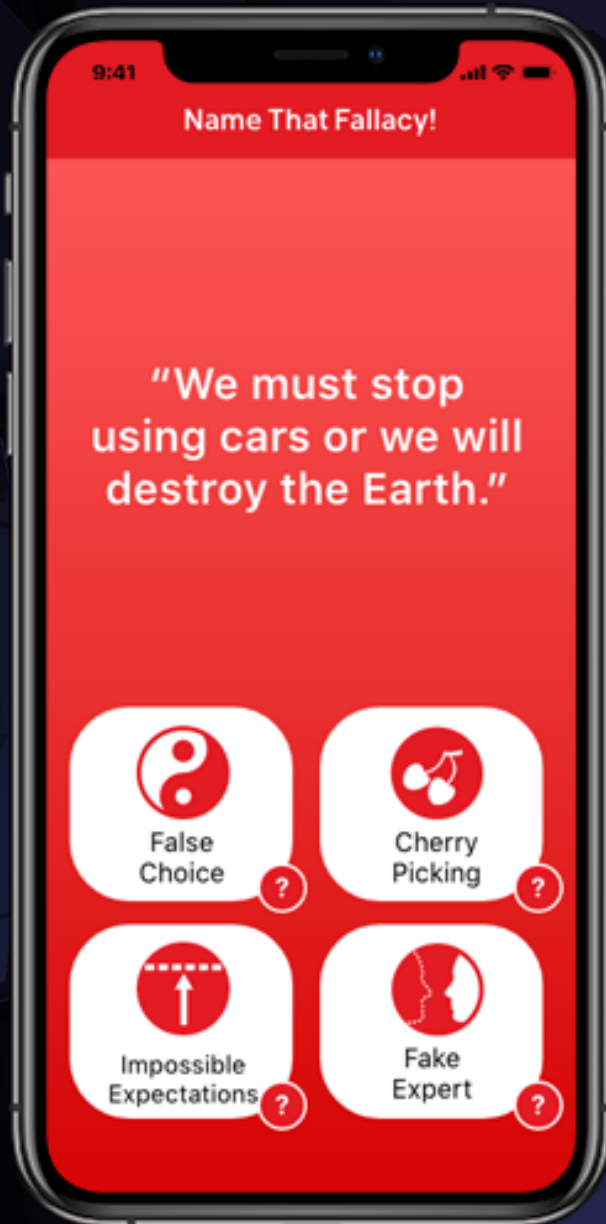 9:41
Name That Fallacy!
“We must stop
using cars or we will
destroy the Earth.”
False
Choice
?
Cherry
Picking
?
Impossible
Expectations
?
Fake
Expert
?